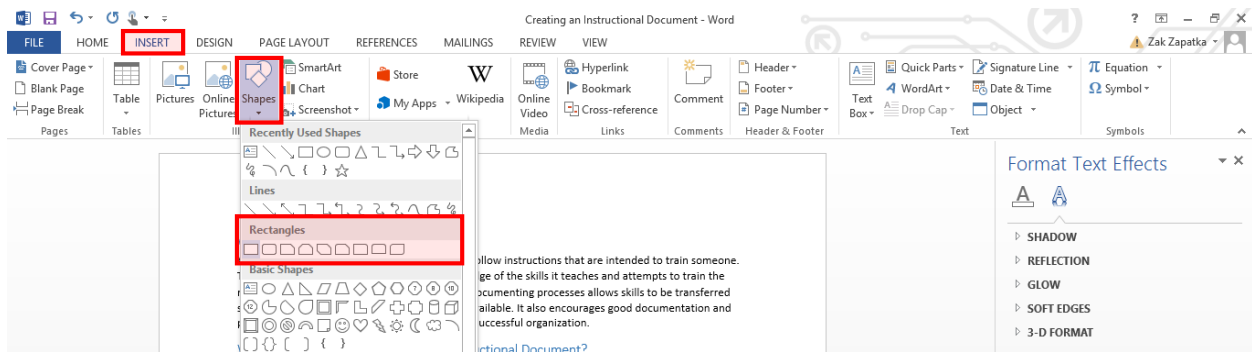 Creating an Instructional Document - Word
FILE HOME INSERT DESIGN PAGE LAYOUT REFERENCES MAILINGS REVIEW VIEW Zak Zapatka
Cover Page
Blank Page
Page Break
Pages
Table
Tables
Pictures
Online
Pictures
Shapes
SmartArt
Chart
Screenshot
Store
My Apps
Wikipedia
Online
Video
Media
Hyperlink
Bookmark
Cross-reference
Links
Comment
Comments
Header
Footer
Page Number
Header & Footer
Text
Box
Quick Parts
WordArt
Drop Cap
Signature Line
Date & Time
Object
Text
Equation
Symbol
Symbols
Recently Used Shapes
Lines
Rectangles
Basic Shapes
instructions that are intended to train someone.
ge of the skills it teaches and attempts to train the
processes allows skills to be transferred
It also encourages good documentation and
organization.
Document?
Format Text Effects
SHADOW
REFLECTION
GLOW
SOFT EDGES
3-D FORMAT